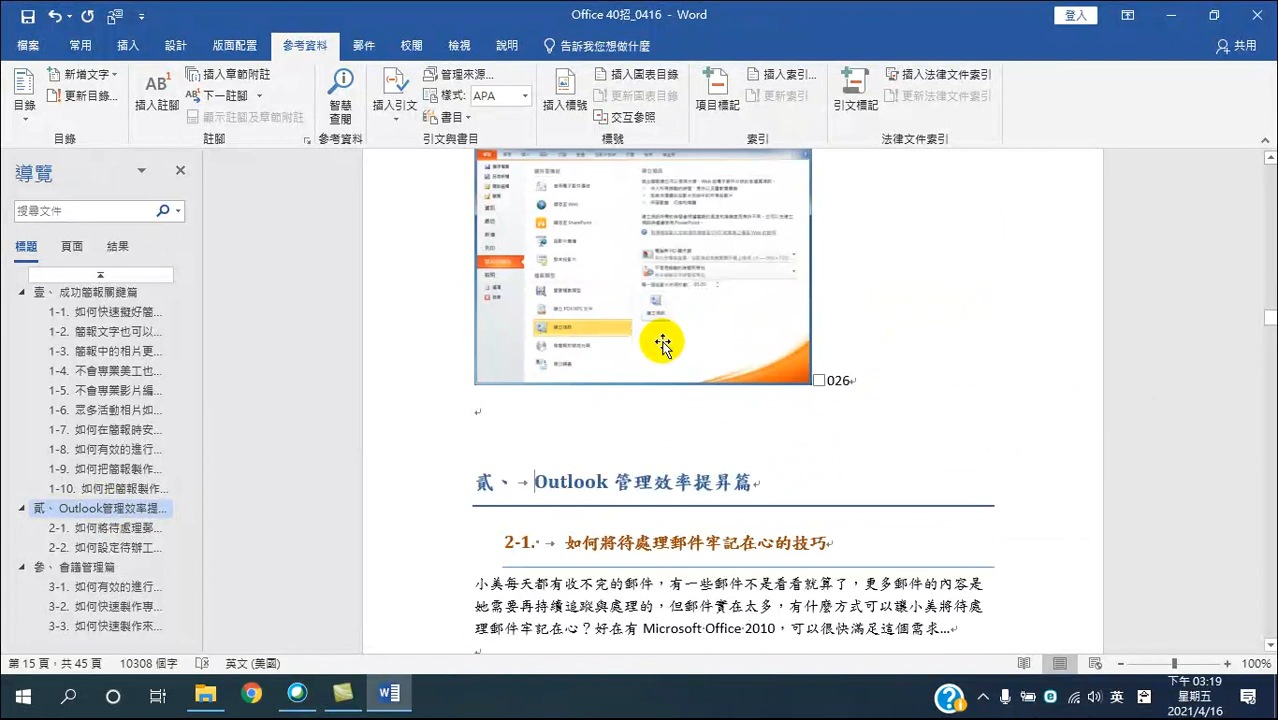 Office 40招_0416 - Word
登入
檔案 常用 插入 設計 版面配置 參考資料 郵件 校閱 檢視 說明 告訴我您想做什麼 共用
目錄 新增文字 更新目錄...
目錄
AB 插入註腳 插入章節附註 下一註腳 顯示註腳及章節附註
註腳
智慧查閱
參考資料
插入引文 管理來源... 樣式: APA 書目
引文與書目
插入標號 插入圖表目錄 更新圖表目錄 交互參照
標號
項目標記 插入索引... 更新索引
索引
引文標記 插入法律文件索引 更新法律文件索引
法律文件索引
導覽
搜尋文件
標題 頁面 結果
壹、 成功簡報關鍵篇
1-1. 如何快速擬好簡...
1-2. 簡報文字也可以...
1-3. 簡報中的相片更...
1-4. 不會專業美工也...
1-5. 不會專業影片編...
1-6. 眾多活動相片如...
1-7. 如何在簡報時安...
1-8. 如何有效的進行...
1-9. 如何把簡報製作...
1-10. 如何把簡報製作...
貳、 Outlook管理效率提...
2-1. 如何將待處理郵...
2-2. 如何設定待辦工...
參、 會議管理篇
3-1. 如何有效的進行...
3-2. 如何快速製作專...
3-3. 如何快速製作來...
026
貳、 Outlook 管理效率提昇篇
2-1. 如何將待處理郵件牢記在心的技巧
小美每天都有收不完的郵件，有一些郵件不是看看就算了，更多郵件的內容是
她需要再持續追蹤與處理的，但郵件實在太多，有什麼方式可以讓小美將待處
理郵件牢記在心？好在有 Microsoft Office 2010，可以很快滿足這個需求...
第 15 頁，共 45 頁 10308 個字 英文 (美國) 100%
英
下午 03:19
星期五
2021/4/16